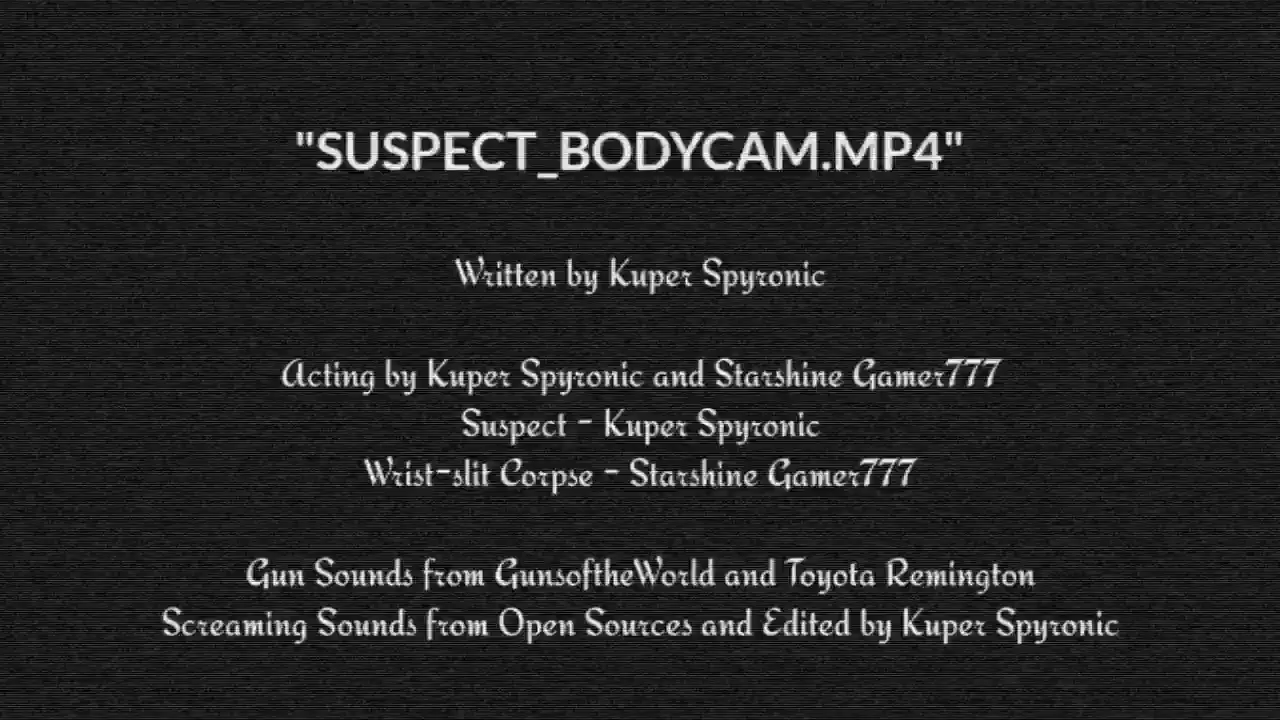 "SUSPECT_BODYCAM.MP4"
Written by Kuper Spyronic
Acting by Kuper Spyronic and Starshine Gamer777
Suspect - Kuper Spyronic
Wrist-slit Corpse - Starshine Gamer777
Gun Sounds from GunsoftheWorld and Toyota Remington
Screaming Sounds from Open Sources and Edited by Kuper Spyronic